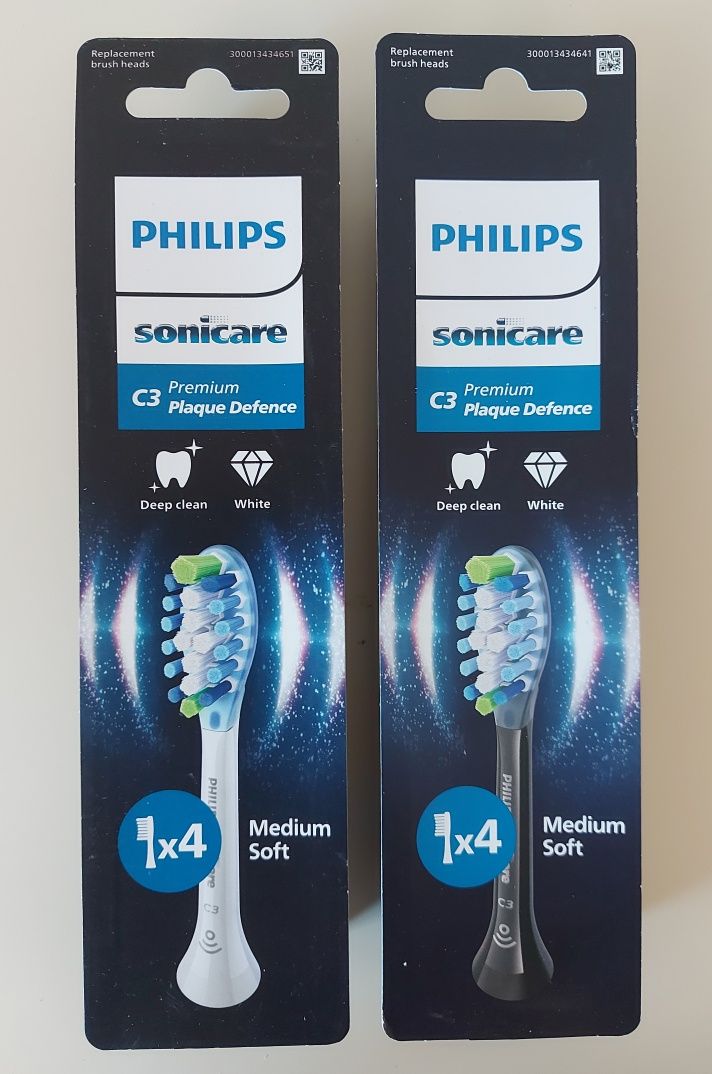 Replacement
brush heads
300013434651
PHILIPS
sonicare
C3 Premium
Plaque Defence
Deep clean
White
PHILIPS
x4
Medium
Soft
C3
Replacement
brush heads
300013434641
PHILIPS
sonicare
C3 Premium
Plaque Defence
Deep clean
White
x4
Medium
Soft
C3